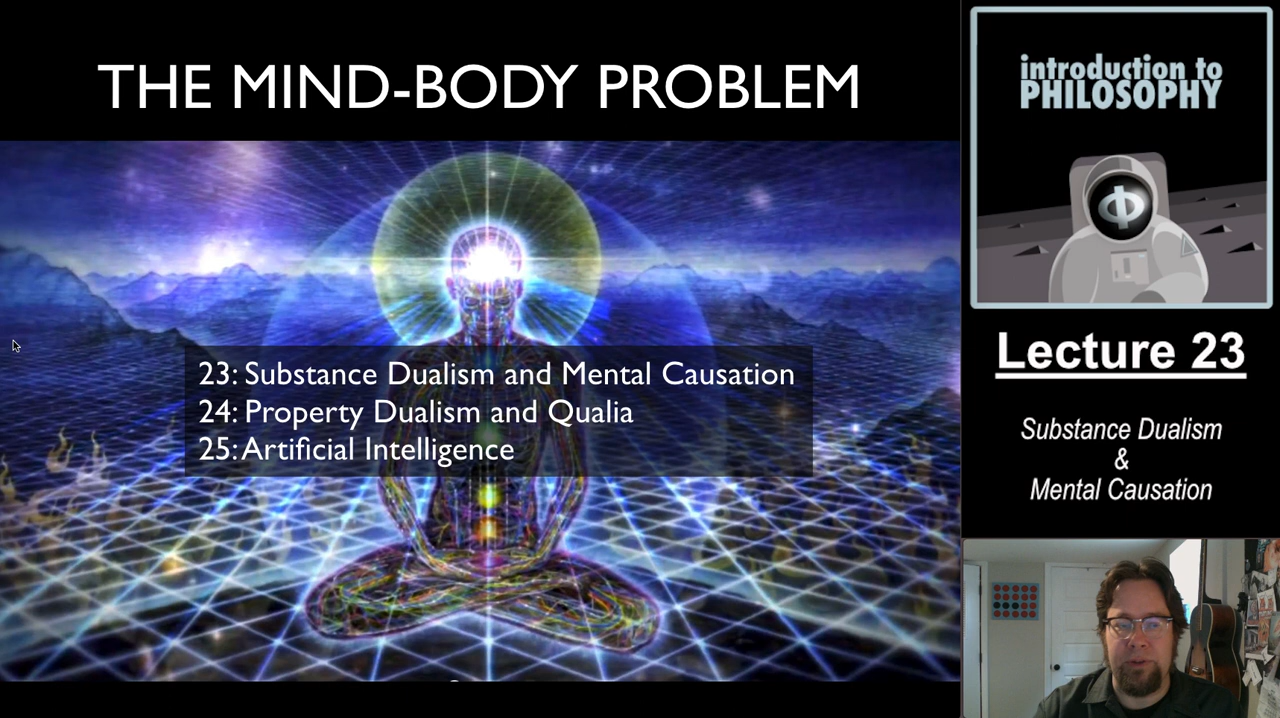 THE MIND-BODY PROBLEM
23: Substance Dualism and Mental Causation
24: Property Dualism and Qualia
25: Artificial Intelligence
introduction to
PHILOSOPHY
Φ
Lecture 23
Substance Dualism
&
Mental Causation